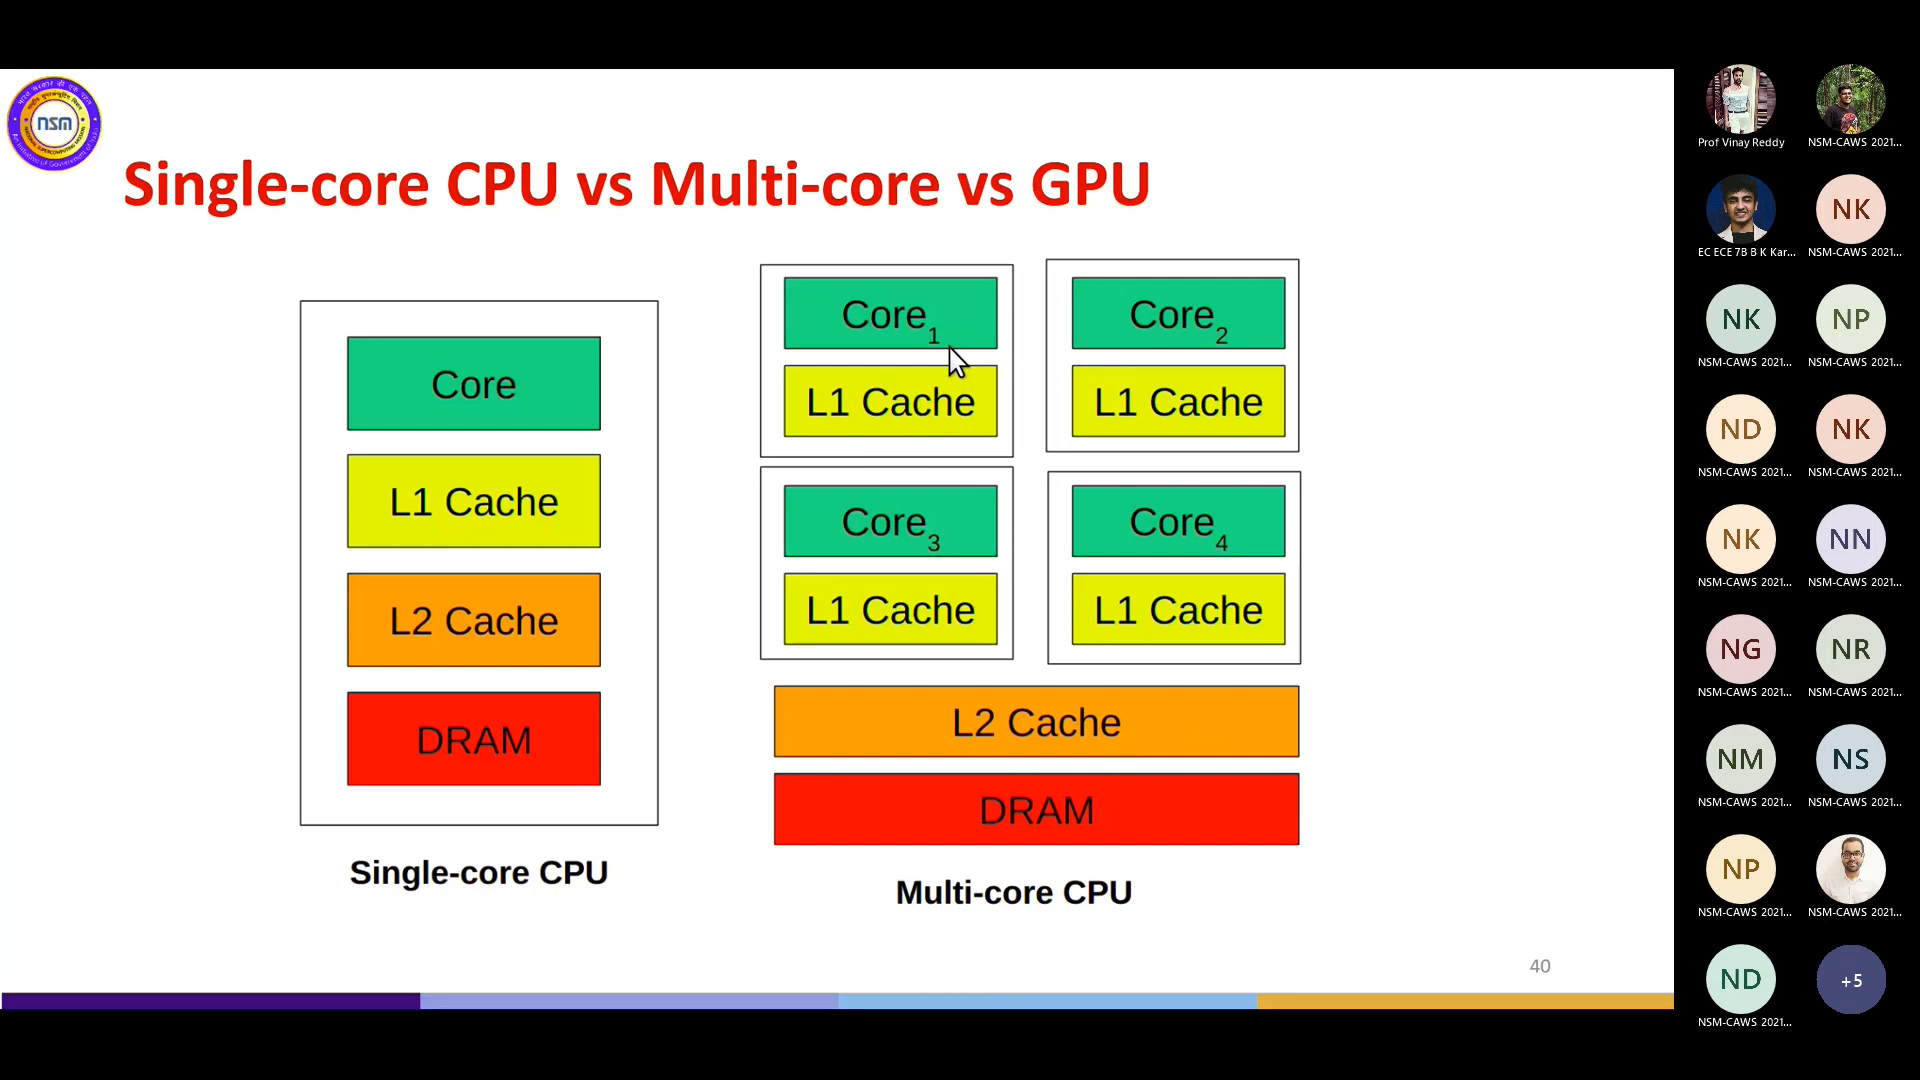 nsm
Single-core CPU vs Multi-core vs GPU
Core
L1 Cache
L2 Cache
DRAM
Single-core CPU
Core1
L1 Cache
Core2
L1 Cache
Core3
L1 Cache
Core4
L1 Cache
L2 Cache
DRAM
Multi-core CPU
40
Prof Vinay Reddy
NSM-CAWS 2021...
EC ECE 7B B K Kar...
NK
NSM-CAWS 2021...
NK
NSM-CAWS 2021...
NP
NSM-CAWS 2021...
ND
NSM-CAWS 2021...
NK
NSM-CAWS 2021...
NK
NSM-CAWS 2021...
NN
NSM-CAWS 2021...
NG
NSM-CAWS 2021...
NR
NSM-CAWS 2021...
NM
NSM-CAWS 2021...
NS
NSM-CAWS 2021...
NP
NSM-CAWS 2021...
NSM-CAWS 2021...
ND
NSM-CAWS 2021...
+5